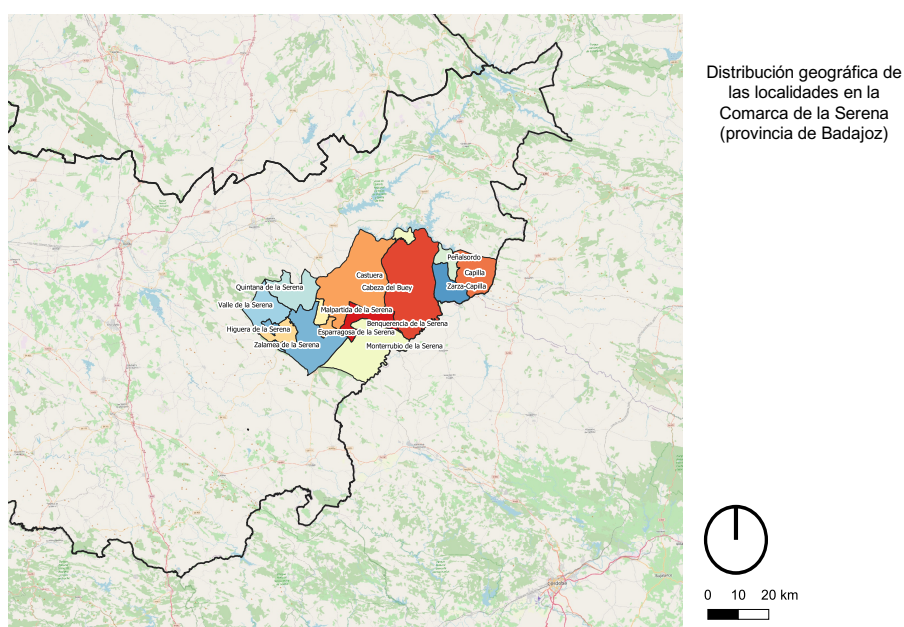 Distribución geográfica de
las localidades en la
Comarca de la Serena
(provincia de Badajoz)
Peñalsordo
Capilla
Castuera
Zarza-Capilla
Quintana de la Serena
Cabeza del Buey
Valle de la Serena
Malpartida de la Serena
Benquerencia de la Serena
Higuera de la Serena
Esparragosa de la Serena
Zalamea de la Serena
Monterrubio de la Serena
0 10 20 km